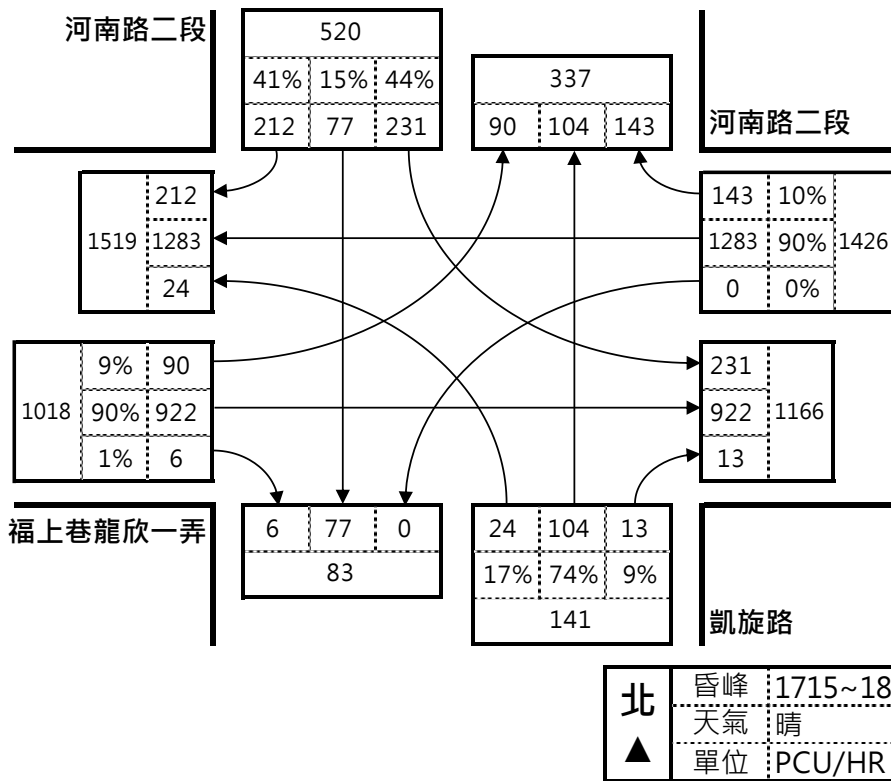 河南路二段
520
41% 15% 44%
212 77 231
337
90 104 143
河南路二段
212
1519 1283
24
143 10%
1283 90% 1426
0 0%
9% 90
1018 90% 922
1% 6
231
922 1166
13
福上巷龍欣一弄
6 77 0
83
24 104 13
17% 74% 9%
141
凱旋路
北
▲
昏峰 1715~18
天氣 晴
單位 PCU/HR